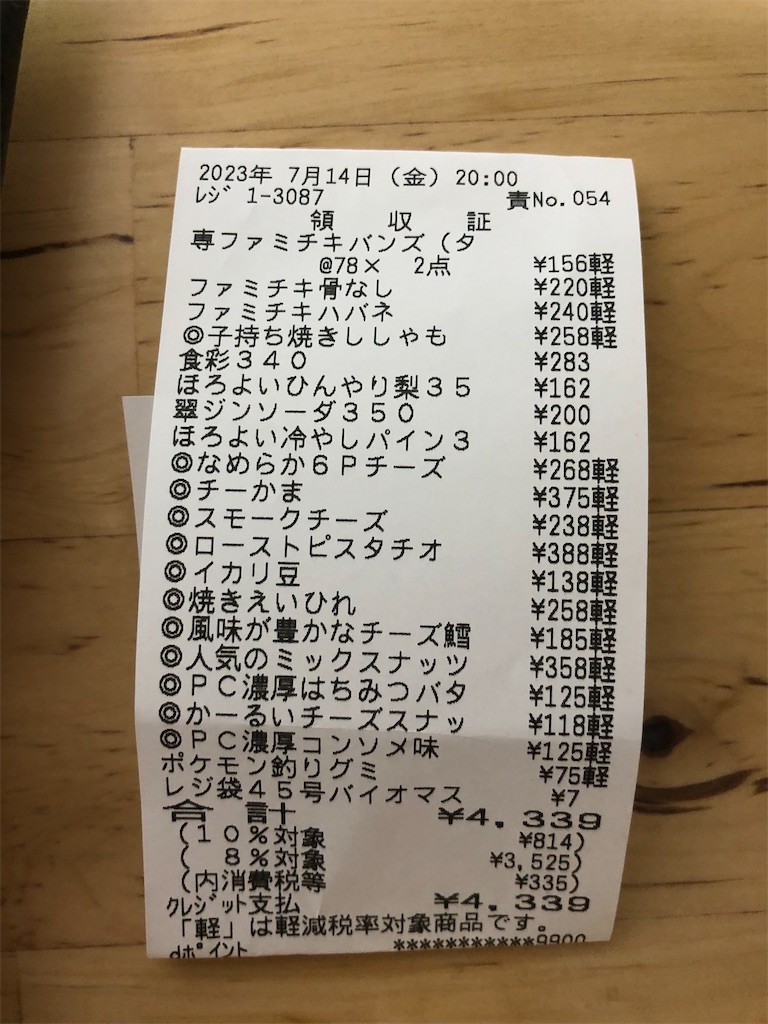 2023年 7月14日（金）20:00
ﾚｼﾞ 1-3087 責No.054
領 収 証
専ファミチキバンズ（タ
@78× 2点 ¥156軽
ファミチキ骨なし ¥220軽
ファミチキハバネ ¥240軽
◎子持ち焼きししゃも ¥258軽
食彩３４０ ¥283
ほろよいひんやり梨３５ ¥162
翠ジンソーダ３５０ ¥200
ほろよい冷やしパイン３ ¥162
◎なめらか６Ｐチーズ ¥268軽
◎チーかま ¥375軽
◎スモークチーズ ¥238軽
◎ローストピスタチオ ¥388軽
◎イカリ豆 ¥138軽
◎焼きえいひれ ¥258軽
◎風味が豊かなチーズ鱈 ¥185軽
◎人気のミックスナッツ ¥358軽
◎ＰＣ濃厚はちみつバタ ¥125軽
◎かーるいチーズスナッ ¥118軽
◎ＰＣ濃厚コンソメ味 ¥125軽
ポケモン釣りグミ ¥75軽
レジ袋４５号バイオマス ¥7
合 計 ¥4,339
（１０％対象 ¥814）
（ ８％対象 ¥3,525）
（内消費税等 ¥335）
ｸﾚｼﾞｯﾄ支払 ¥4,339
「軽」は軽減税率対象商品です。
dﾎﾟｲﾝﾄ ***********9900